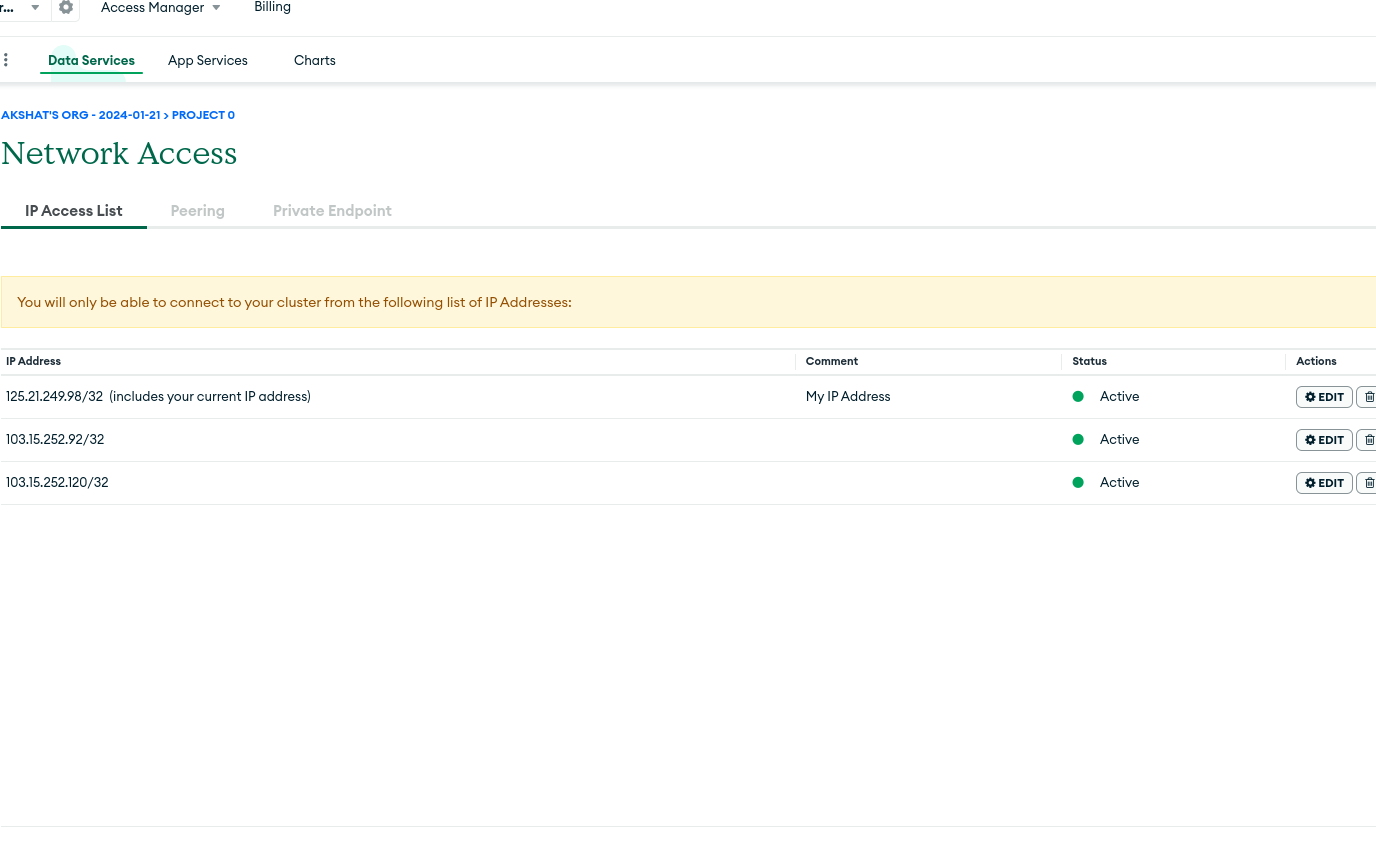 r... Access Manager Billing
Data Services App Services Charts
AKSHAT'S ORG - 2024-01-21 > PROJECT 0
Network Access
IP Access List Peering Private Endpoint
You will only be able to connect to your cluster from the following list of IP Addresses:
IP Address Comment Status Actions
125.21.249.98/32 (includes your current IP address) My IP Address Active EDIT
103.15.252.92/32 Active EDIT
103.15.252.120/32 Active EDIT